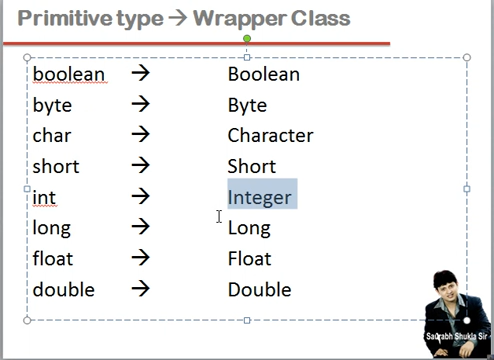 Primitive type → Wrapper Class
boolean → Boolean
byte → Byte
char → Character
short → Short
int → Integer
long → Long
float → Float
double → Double
Saurabh Shukla Sir